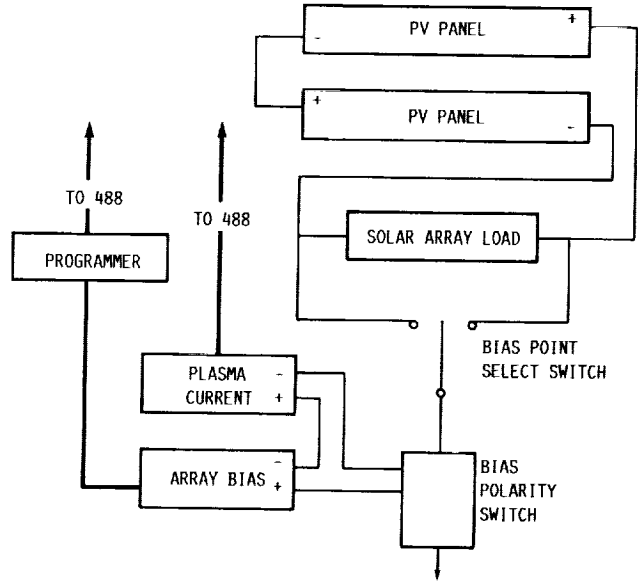 +
PV PANEL
-
+
PV PANEL
-
TO 488
TO 488
SOLAR ARRAY LOAD
PROGRAMMER
BIAS POINT
SELECT SWITCH
PLASMA -
CURRENT +
-
ARRAY BIAS +
BIAS
POLARITY
SWITCH